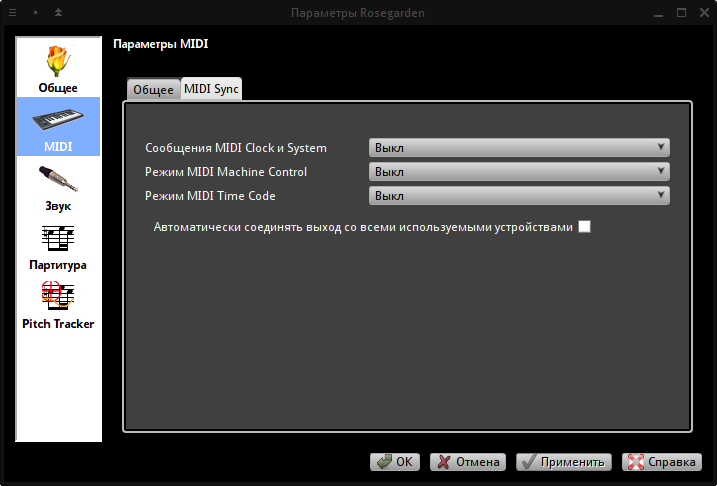 Параметры Rosegarden
Параметры MIDI
Общее
MIDI
Звук
Партитура
Pitch Tracker
Общее
MIDI Sync
Сообщения MIDI Clock и System
Выкл
Режим MIDI Machine Control
Выкл
Режим MIDI Time Code
Выкл
Автоматически соединять выход со всеми используемыми устройствами
ОК
Отмена
Применить
Справка